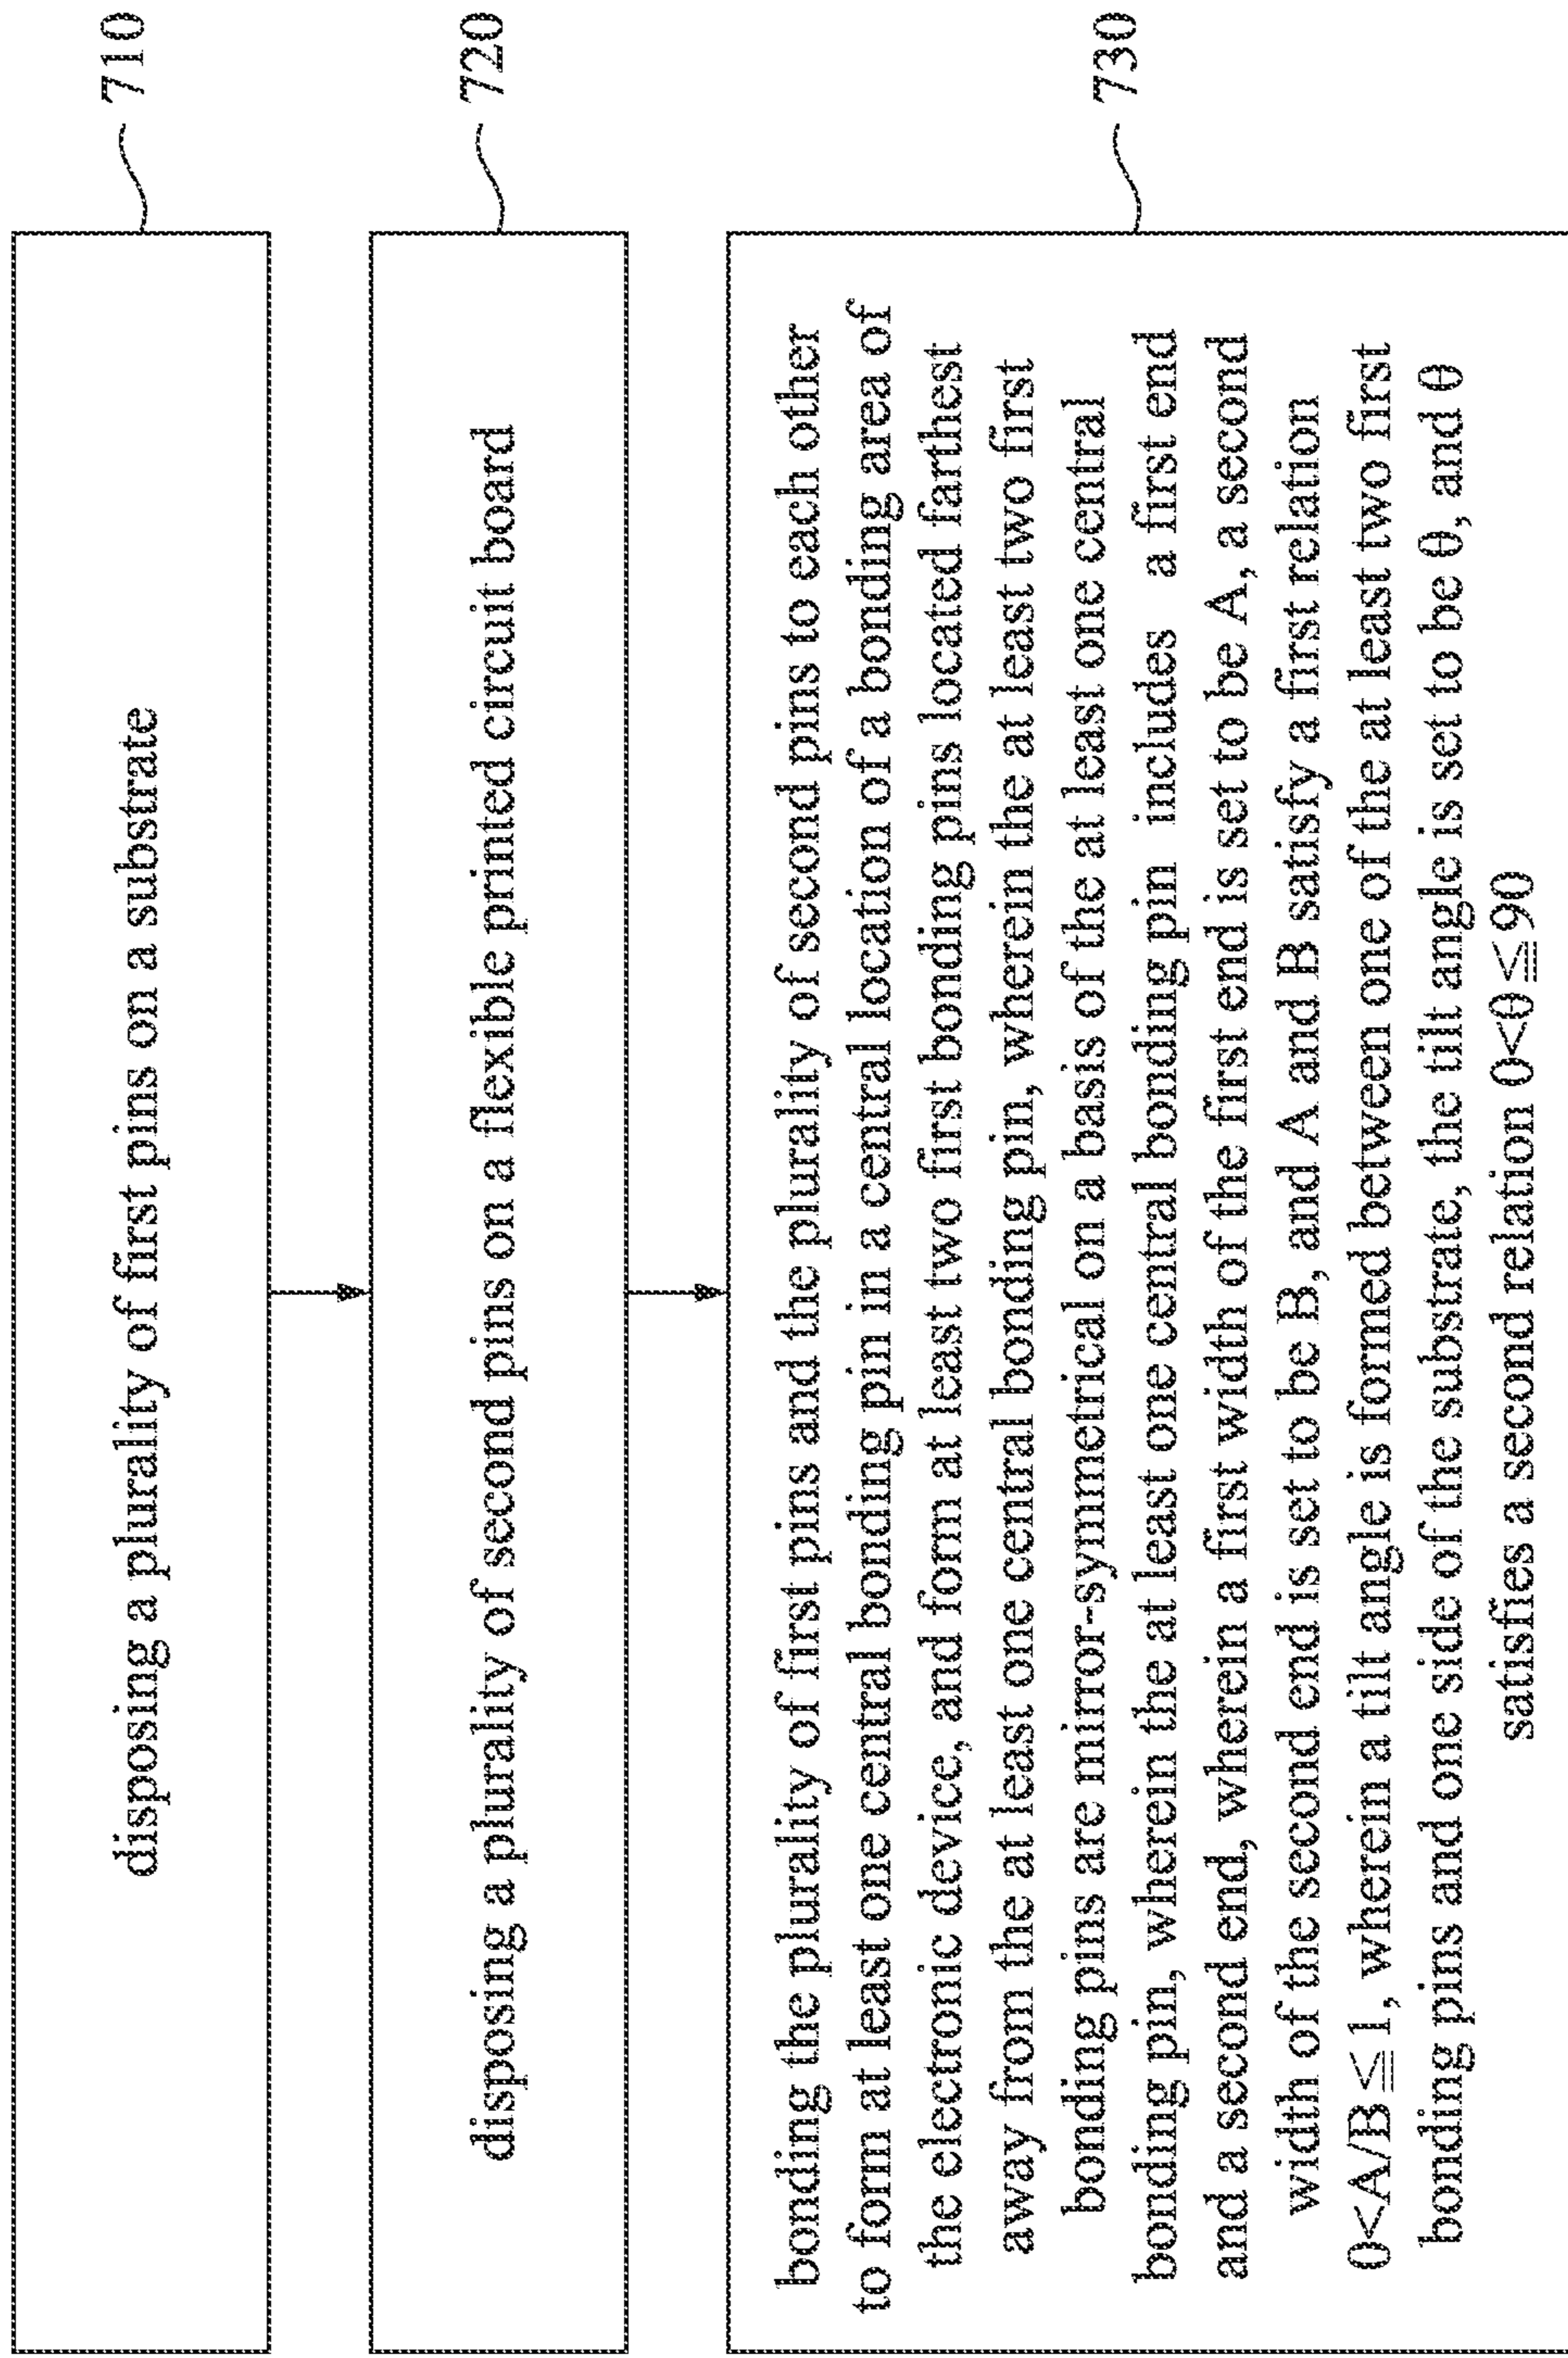 disposing a plurality of first pins on a substrate
710
disposing a plurality of second pins on a flexible printed circuit board
720
bonding the plurality of first pins and the plurality of second pins to each other
to form at least one central bonding pin in a central location of a bonding area of
the electronic device, and form at least two first bonding pins located farthest
away from the at least one central bonding pin, wherein the at least two first
bonding pins are mirror-symmetrical on a basis of the at least one central
bonding pin, wherein the at least one central bonding pin includes a first end
and a second end, wherein a first width of the first end is set to be A, a second
width of the second end is set to be B, and A and B satisfy a first relation
0<A/B≦1, wherein a tilt angle is formed between one of the at least two first
bonding pins and one side of the substrate, the tilt angle is set to be θ, and θ
satisfies a second relation 0<θ≦90
730